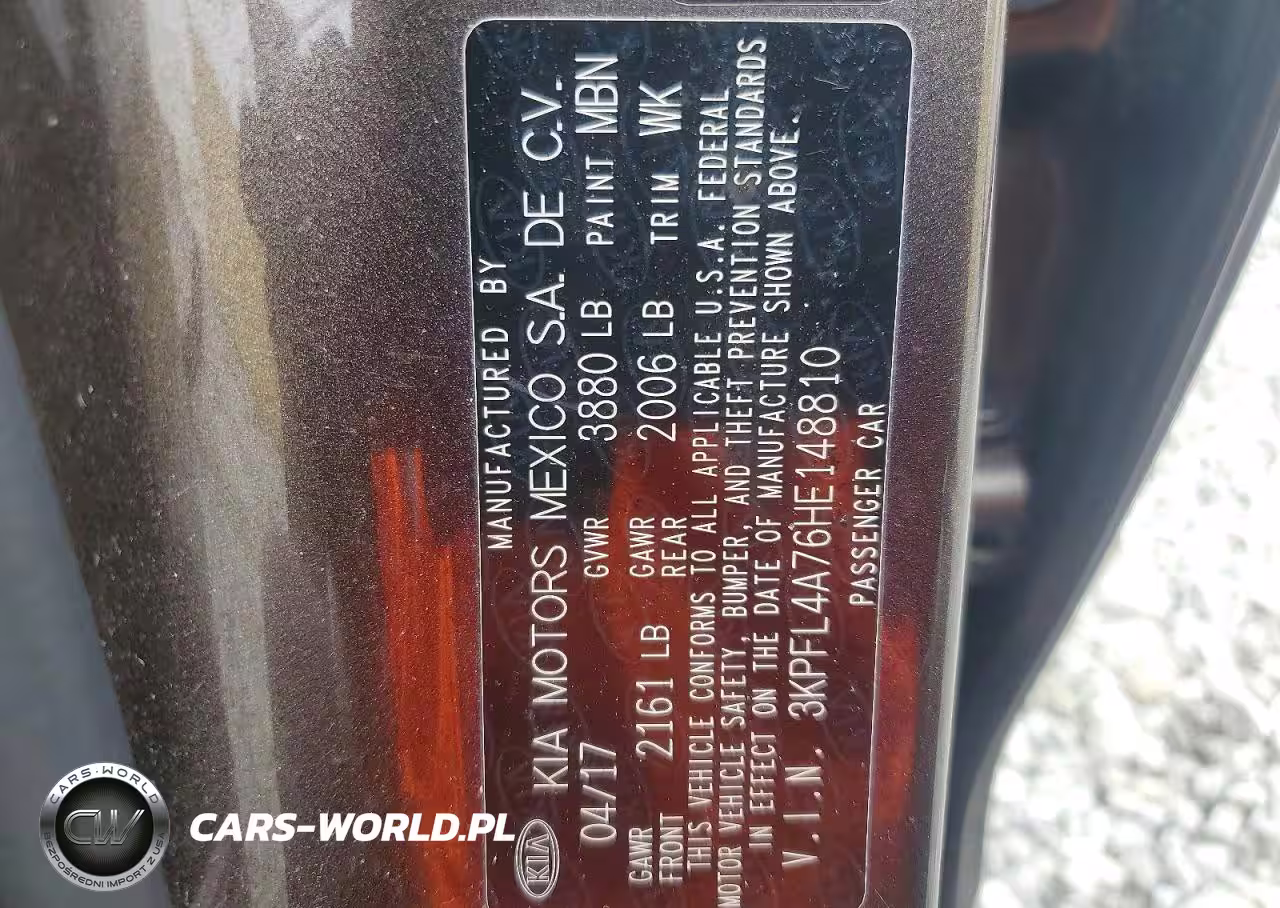 MANUFACTURED BY
KIA KIA MOTORS MEXICO S.A. DE C.V.
04/17 GVWR 3880 LB PAINT MBN
GAWR FRONT 2161 LB GAWR REAR 2006 LB TRIM WK
THIS VEHICLE CONFORMS TO ALL APPLICABLE U.S.A. FEDERAL
MOTOR VEHICLE SAFETY, BUMPER, AND THEFT PREVENTION STANDARDS
IN EFFECT ON THE DATE OF MANUFACTURE SHOWN ABOVE.
V.I.N. 3KPFL4A76HE148810
PASSENGER CAR
CARS-WORLD
CW
BEZPOŚREDNI IMPORT Z USA
CARS-WORLD.PL